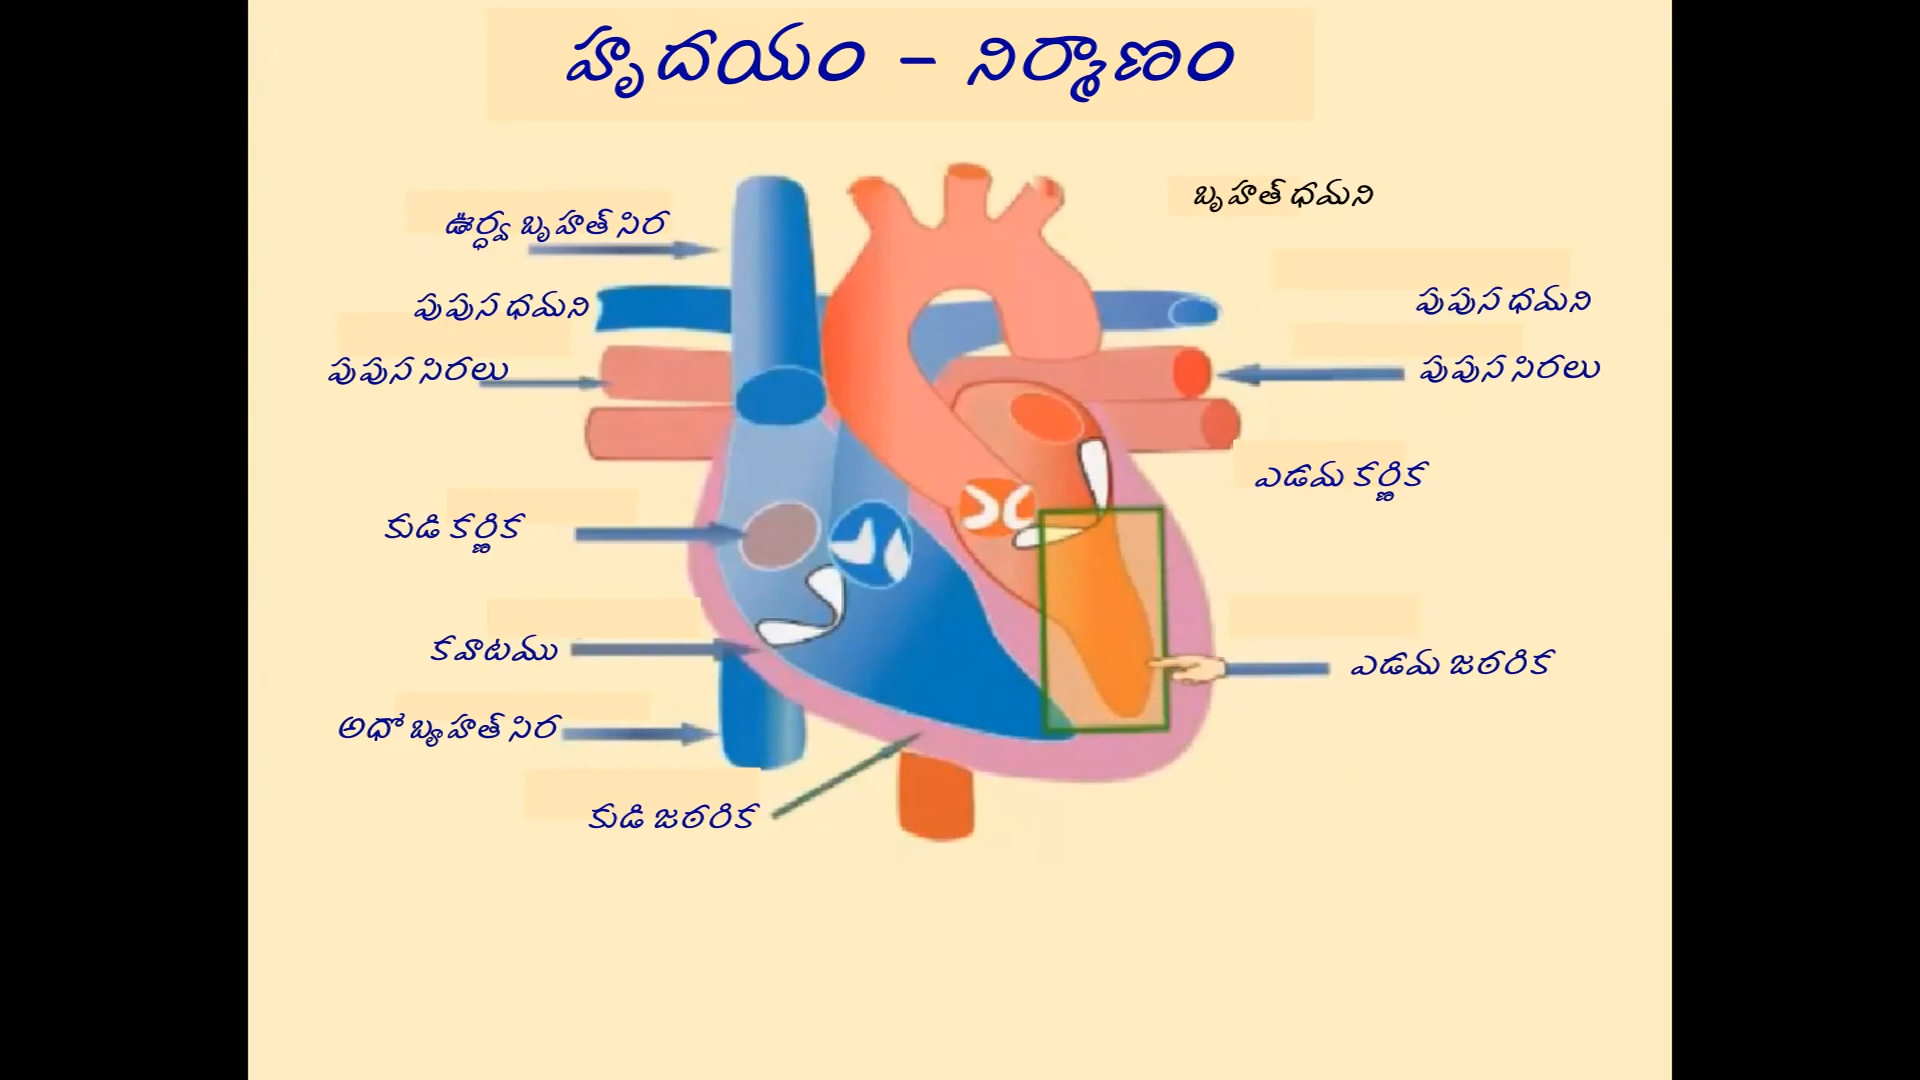 హృదయం - నిర్మాణం
బృహత్ ధమని
ఊర్ధ్వ బృహత్ సిర
పుపుస ధమని
పుపుస ధమని
పుపుస సిరలు
పుపుస సిరలు
ఎడమ కర్ణిక
కుడి కర్ణిక
కవాటము
ఎడమ జఠరిక
అధో బృహత్ సిర
కుడి జఠరిక